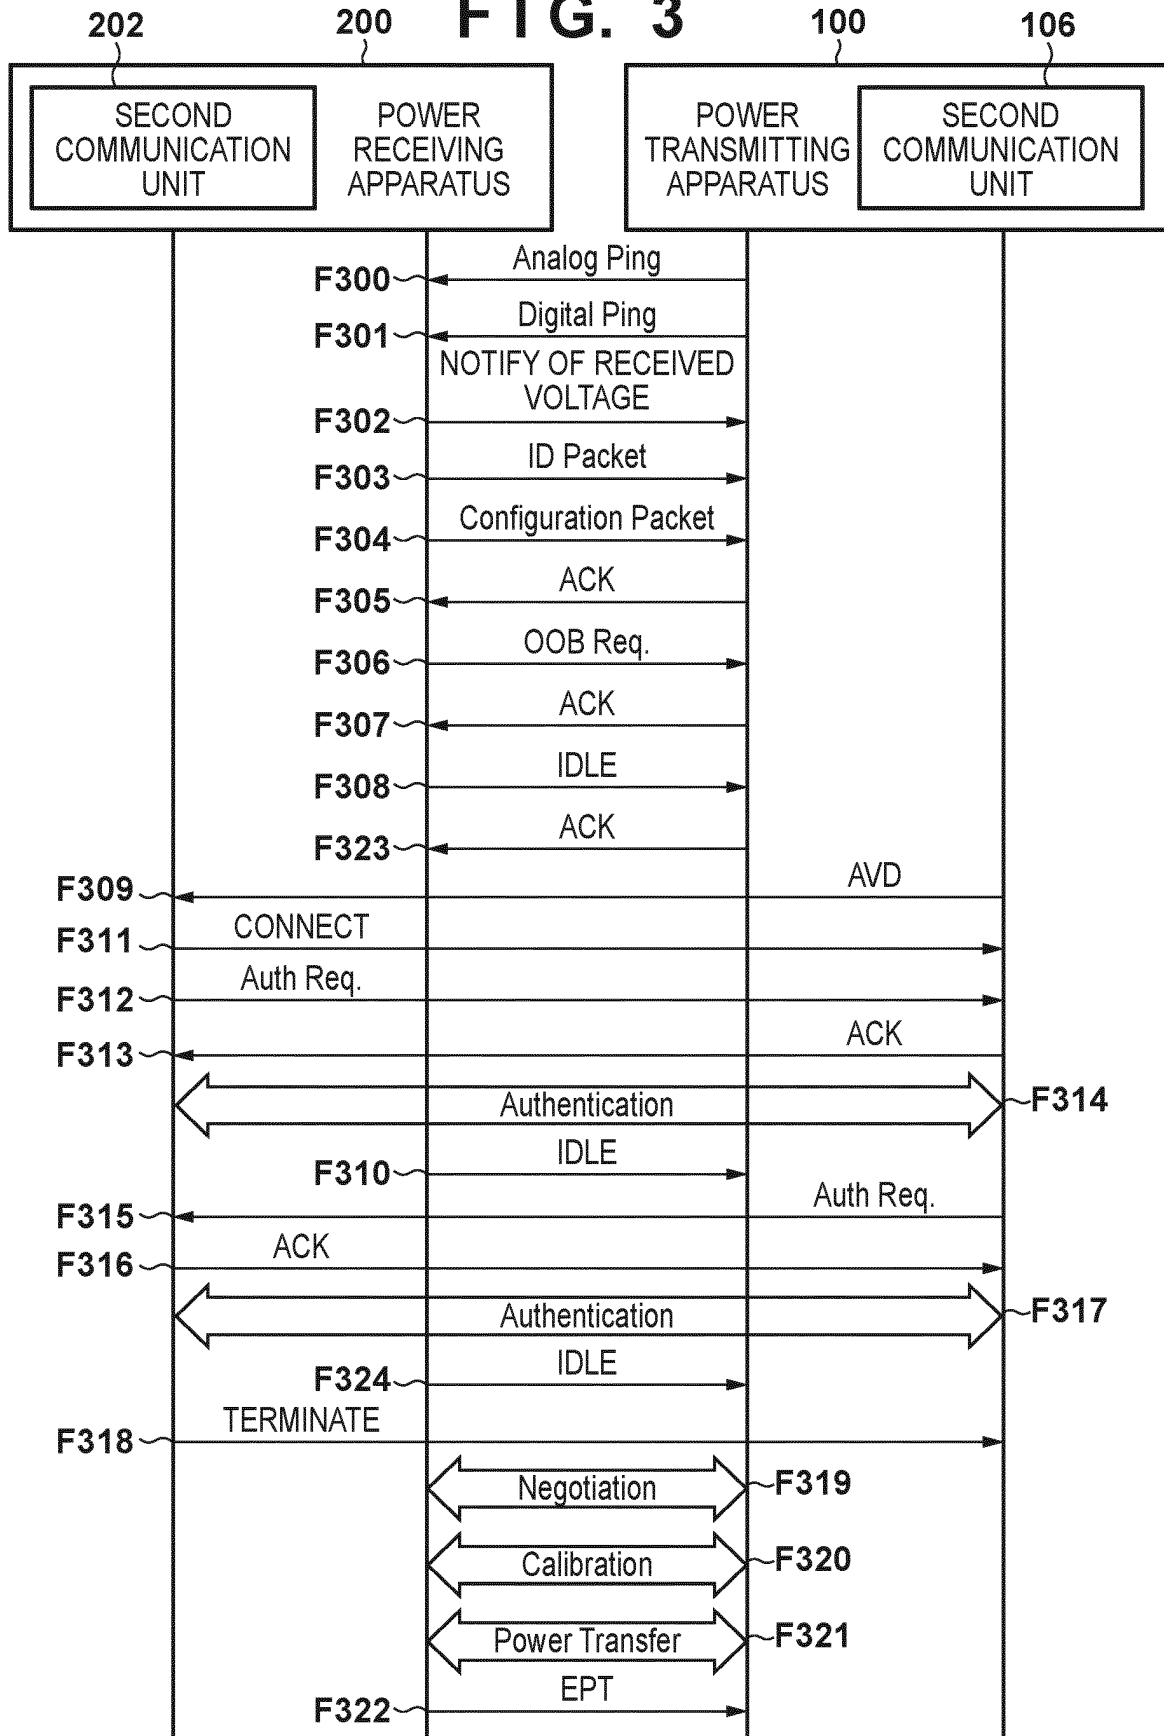 FIG. 3
202
200
100
106
SECOND
COMMUNICATION
UNIT
POWER
RECEIVING
APPARATUS
POWER
TRANSMITTING
APPARATUS
SECOND
COMMUNICATION
UNIT
Analog Ping
F300
Digital Ping
F301
NOTIFY OF RECEIVED
VOLTAGE
F302
ID Packet
F303
Configuration Packet
F304
ACK
F305
OOB Req.
F306
ACK
F307
IDLE
F308
ACK
F323
AVD
F309
CONNECT
F311
Auth Req.
F312
ACK
F313
Authentication
F314
IDLE
F310
Auth Req.
F315
ACK
F316
Authentication
F317
IDLE
F324
TERMINATE
F318
Negotiation
F319
Calibration
F320
Power Transfer
F321
EPT
F322